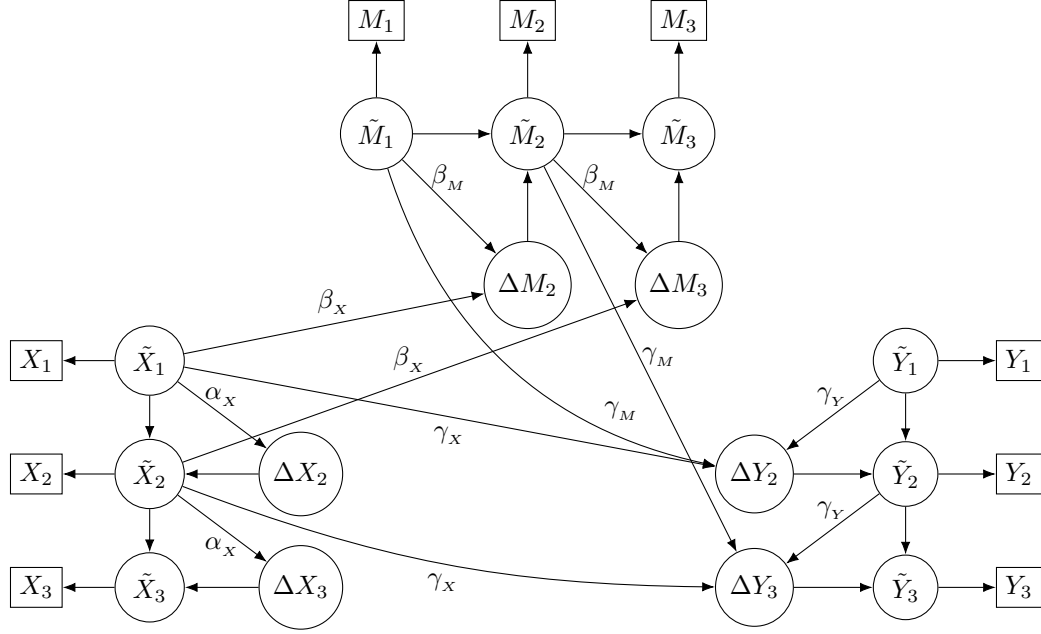 M₁ M₂ M₃
M̃₁ M̃₂ M̃₃
β_M β_M
ΔM₂ ΔM₃
β_X
X₁ X̃₁ β_X γ_M Ỹ₁ Y₁
α_X γ_X γ_M γ_Y
X₂ X̃₂ ΔX₂ ΔY₂ Ỹ₂ Y₂
α_X γ_X γ_Y
X₃ X̃₃ ΔX₃ ΔY₃ Ỹ₃ Y₃